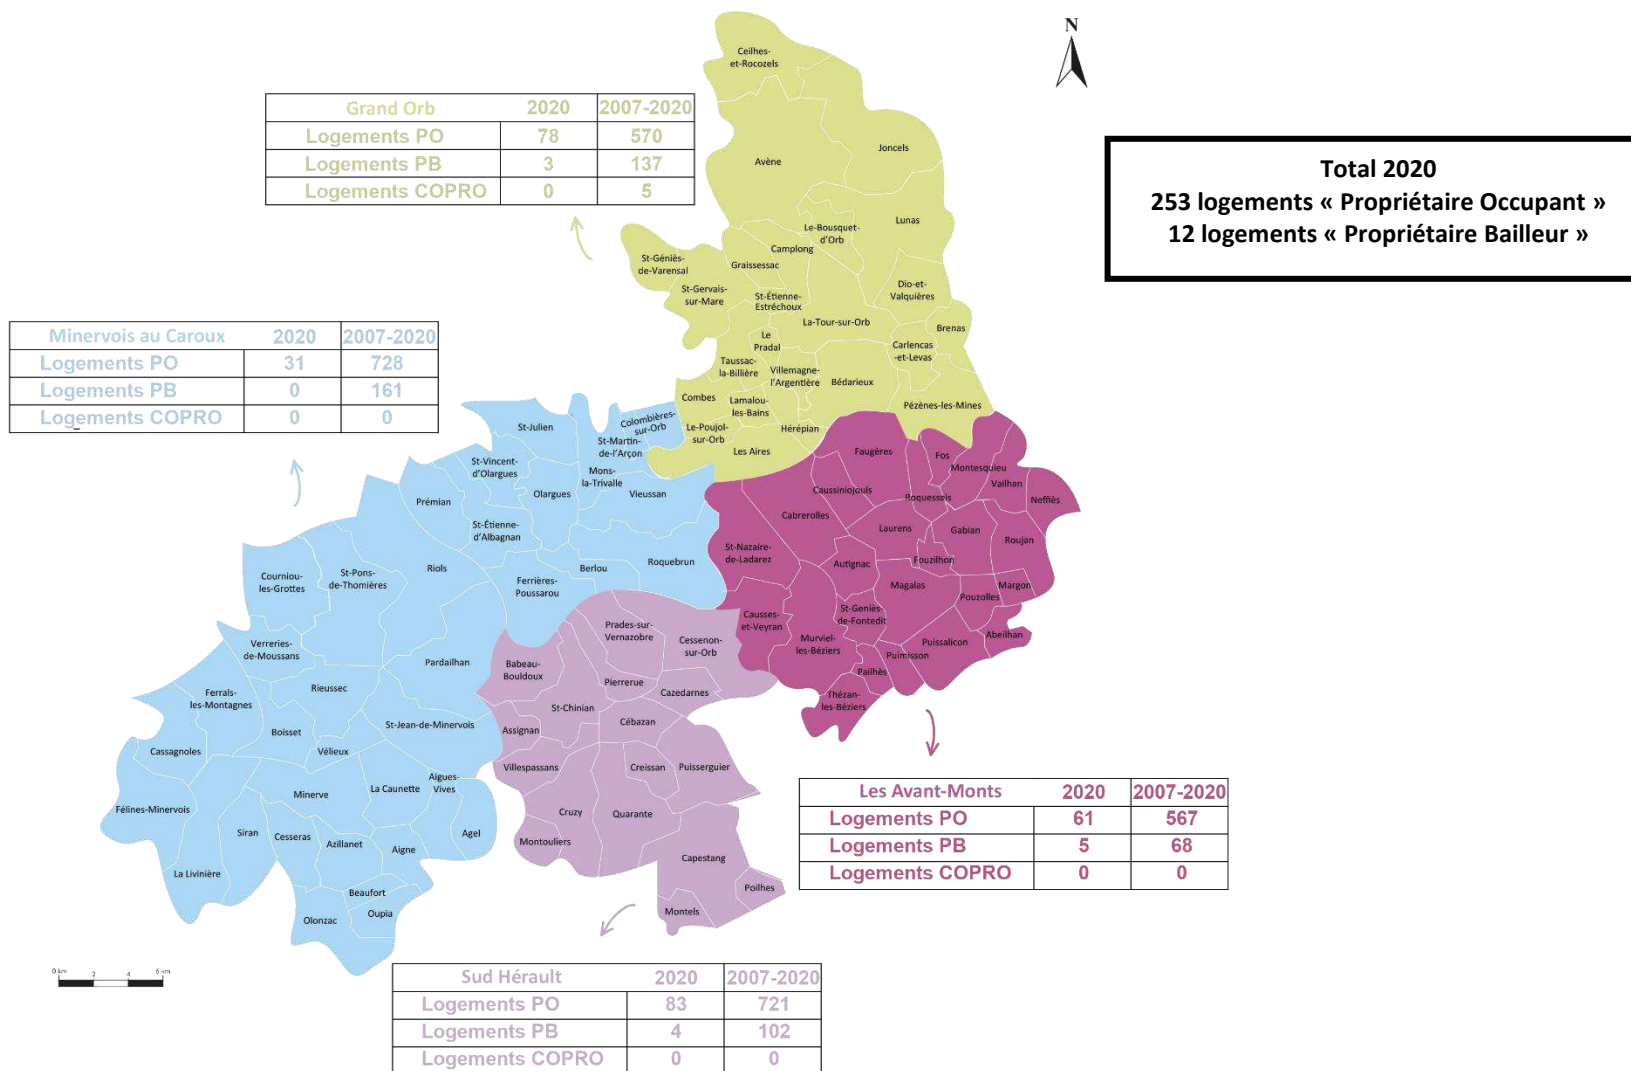 N
Ceilhes-
et-Rocozels
Grand Orb 2020 2007-2020
Logements PO 78 570
Logements PB 3 137
Logements COPRO 0 5
Total 2020
253 logements « Propriétaire Occupant »
12 logements « Propriétaire Bailleur »
Avène
Joncels
Lunas
Le-Bousquet-
d'Orb
Camplong
Graissessac
St-Géniès-
de-Varensal
St-Gervais-
sur-Mare
St-Étienne-
Estréchoux
Dio-et-
Valquières
La-Tour-sur-Orb
Brenas
Le
Pradal
Carlencas
-et-Levas
Taussac-
la-Billière
Villemagne-
l'Argentière
Bédarieux
Combes
Lamalou-
les-Bains
Pézènes-les-Mines
Le-Poujol-
sur-Orb
Hérépian
Les Aires
Minervois au Caroux 2020 2007-2020
Logements PO 31 728
Logements PB 0 161
Logements COPRO 0 0
Colombières-
sur-Orb
St-Julien
St-Martin-
de-l'Arçon
St-Vincent-
d'Olargues
Mons-
la-Trivalle
Olargues
Vieussan
Prémian
St-Étienne-
d'Albagnan
Roquebrun
Berlou
Ferrières-
Poussarou
Riols
St-Pons-
de-Thomières
Courniou-
les-Grottes
Verreries-
de-Moussans
Pardailhan
Rieussec
Ferrals-
les-Montagnes
St-Jean-de-Minervois
Boisset
Vélieux
Cassagnoles
Aigues-
Vives
La Caunette
Minerve
Félines-Minervois
Siran
Cesseras
Azillanet
Aigne
Agel
La Livinière
Beaufort
Oupia
Olonzac
Faugères
Fos
Montesquieu
Vailhan
Neffiès
Caussiniojouls
Roquessels
Cabrerolles
Laurens
Gabian
Roujan
St-Nazaire-
de-Ladarez
Autignac
Fouzilhon
Magalas
Margon
Pouzolles
Causses-
et-Veyran
St-Geniès-
de-Fontedit
Murviel-
les-Béziers
Puissalicon
Abeilhan
Puimisson
Pailhès
Thézan-
les-Béziers
Prades-sur-
Vernazobre
Cessenon-
sur-Orb
Babeau-
Bouldoux
Pierrerue
Cazedarnes
St-Chinian
Cébazan
Assignan
Villespassans
Creissan
Puisserguier
Cruzy
Quarante
Montouliers
Capestang
Poilhes
Montels
Les Avant-Monts 2020 2007-2020
Logements PO 61 567
Logements PB 5 68
Logements COPRO 0 0
0 km 2 4 6 km
Sud Hérault 2020 2007-2020
Logements PO 83 721
Logements PB 4 102
Logements COPRO 0 0